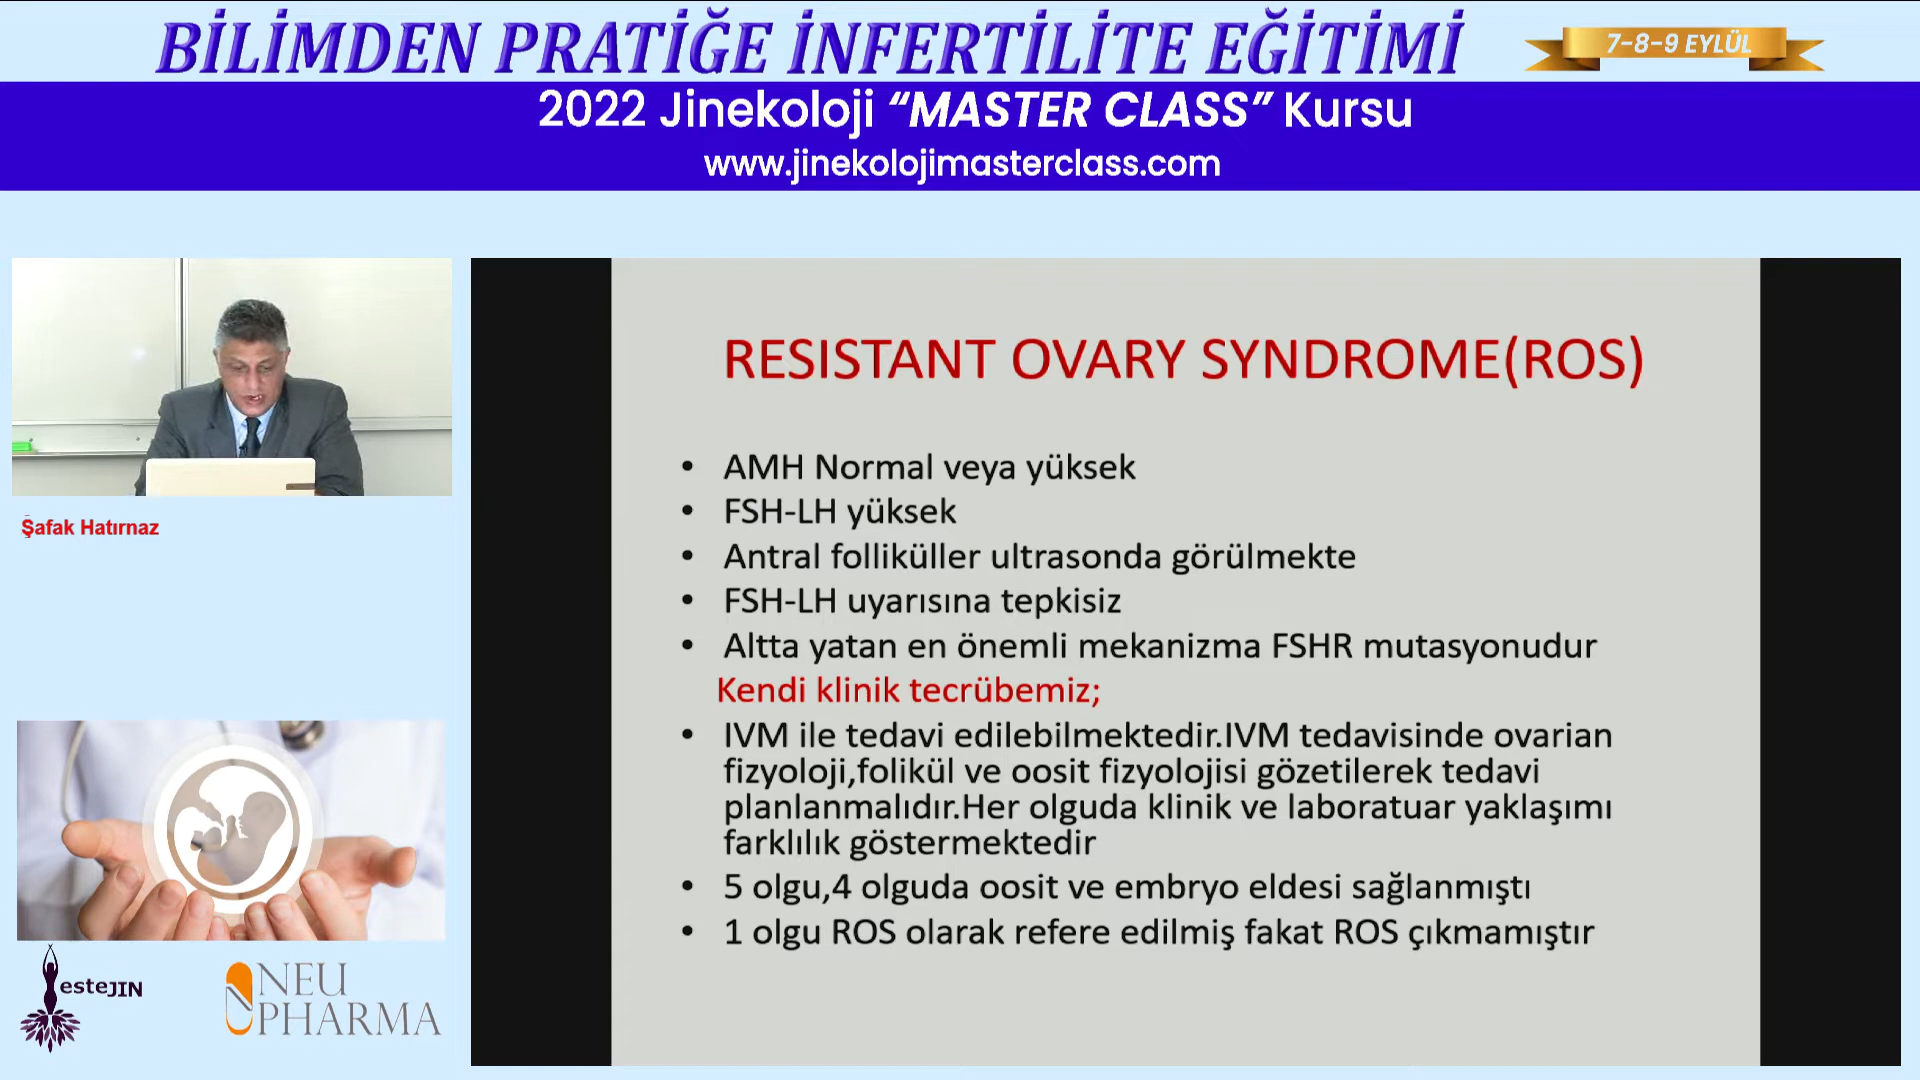 BİLİMDEN PRATİĞE İNFERTİLİTE EĞİTİMİ
7-8-9 EYLÜL
2022 Jinekoloji “MASTER CLASS” Kursu
www.jinekolojimasterclass.com
Şafak Hatırnaz
RESISTANT OVARY SYNDROME(ROS)
• AMH Normal veya yüksek
• FSH-LH yüksek
• Antral folliküller ultrasonda görülmekte
• FSH-LH uyarısına tepkisiz
• Altta yatan en önemli mekanizma FSHR mutasyonudur
Kendi klinik tecrübemiz;
• IVM ile tedavi edilebilmektedir.IVM tedavisinde ovarian
fizyoloji,folikül ve oosit fizyolojisi gözetilerek tedavi
planlanmalıdır.Her olguda klinik ve laboratuar yaklaşımı
farklılık göstermektedir
• 5 olgu,4 olguda oosit ve embryo eldesi sağlanmıştı
• 1 olgu ROS olarak refere edilmiş fakat ROS çıkmamıştır
esteJIN
NEU
PHARMA